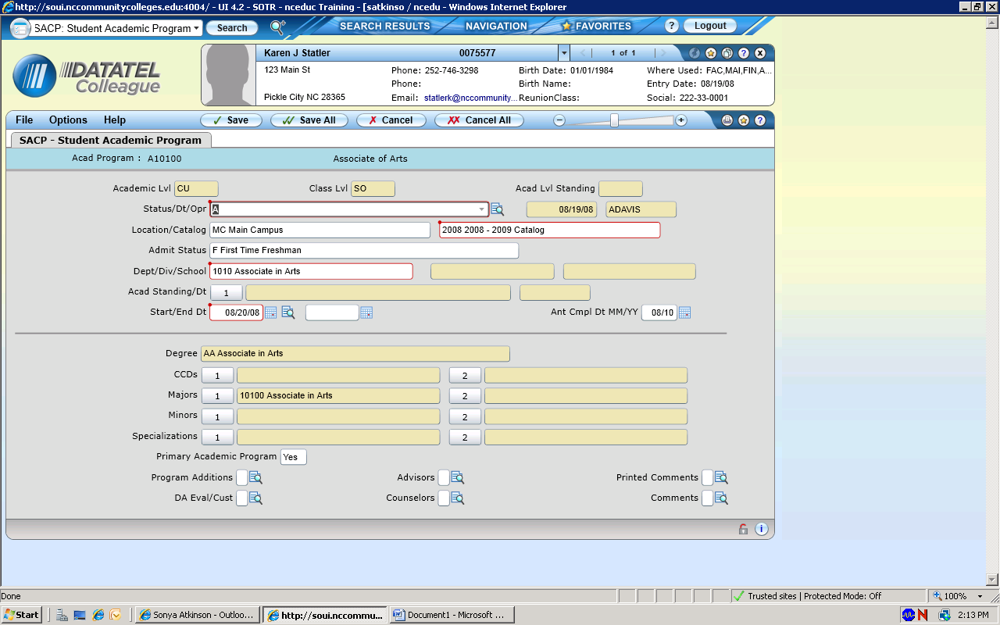 http://soui.nccommunitycolleges.edu:4004/ - UI 4.2 - SOTR - nceduc Training - [satkinso / ncedu - Windows Internet Explorer
SACP: Student Academic Program Search SEARCH RESULTS NAVIGATION FAVORITES ? Logout
DATATEL Colleague
Karen J Statler 0075577 1 of 1
123 Main St Phone: 252-746-3298 Birth Date: 01/01/1984 Where Used: FAC,MAI,FIN,A...
Phone: Birth Name: Entry Date: 08/19/08
Pickle City NC 28365 Email: statlerk@nccommunity... ReunionClass: Social: 222-33-0001
File Options Help Save Save All Cancel Cancel All
SACP - Student Academic Program
Acad Program : A10100 Associate of Arts
Academic Lvl CU Class Lvl SO Acad Lvl Standing
Status/Dt/Opr A 08/19/08 ADAVIS
Location/Catalog MC Main Campus 2008 2008 - 2009 Catalog
Admit Status F First Time Freshman
Dept/Div/School 1010 Associate in Arts
Acad Standing/Dt 1
Start/End Dt 08/20/08 Ant Cmpl Dt MM/YY 08/10
Degree AA Associate in Arts
CCDs 1 2
Majors 1 10100 Associate in Arts 2
Minors 1 2
Specializations 1 2
Primary Academic Program Yes
Program Additions Advisors Printed Comments
DA Eval/Cust Counselors Comments
Done Trusted sites | Protected Mode: Off 100%
Start Sonya Atkinson - Outloo... http://soui.nccommu... Document1 - Microsoft ... 2:13 PM